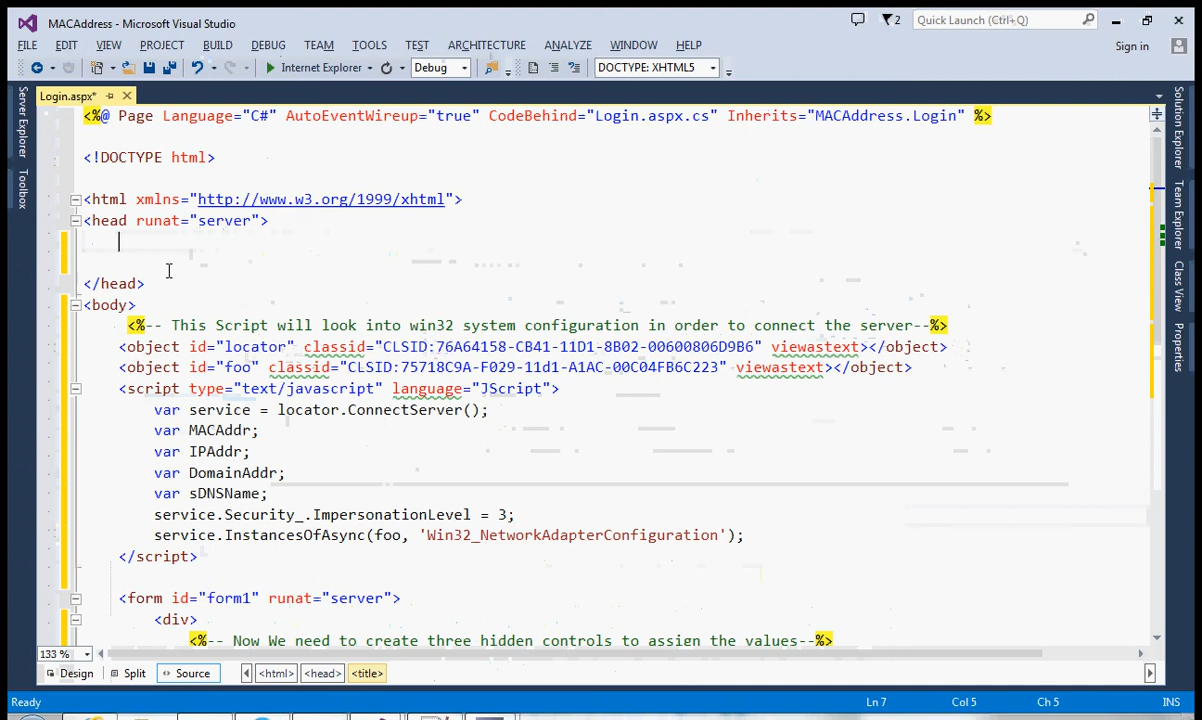 MACAddress - Microsoft Visual Studio
2
Quick Launch (Ctrl+Q)
FILE EDIT VIEW PROJECT BUILD DEBUG TEAM TOOLS TEST ARCHITECTURE ANALYZE WINDOW HELP
Sign in
Internet Explorer Debug DOCTYPE: XHTML5
Server Explorer
Toolbox
Login.aspx*
<%@ Page Language="C#" AutoEventWireup="true" CodeBehind="Login.aspx.cs" Inherits="MACAddress.Login" %>
<!DOCTYPE html>
<html xmlns="http://www.w3.org/1999/xhtml">
<head runat="server">
</head>
<body>
<%-- This Script will look into win32 system configuration in order to connect the server--%>
<object id="locator" classid="CLSID:76A64158-CB41-11D1-8B02-00600806D9B6" viewastext></object>
<object id="foo" classid="CLSID:75718C9A-F029-11d1-A1AC-00C04FB6C223" viewastext></object>
<script type="text/javascript" language="JScript">
var service = locator.ConnectServer();
var MACAddr;
var IPAddr;
var DomainAddr;
var sDNSName;
service.Security_.ImpersonationLevel = 3;
service.InstancesOfAsync(foo, 'Win32_NetworkAdapterConfiguration');
</script>
<form id="form1" runat="server">
<div>
<%-- Now We need to create three hidden controls to assign the values--%>
Solution Explorer
Team Explorer
Class View
Properties
133 %
Design Split Source <html> <head> <title>
Ready Ln 7 Col 5 Ch 5 INS